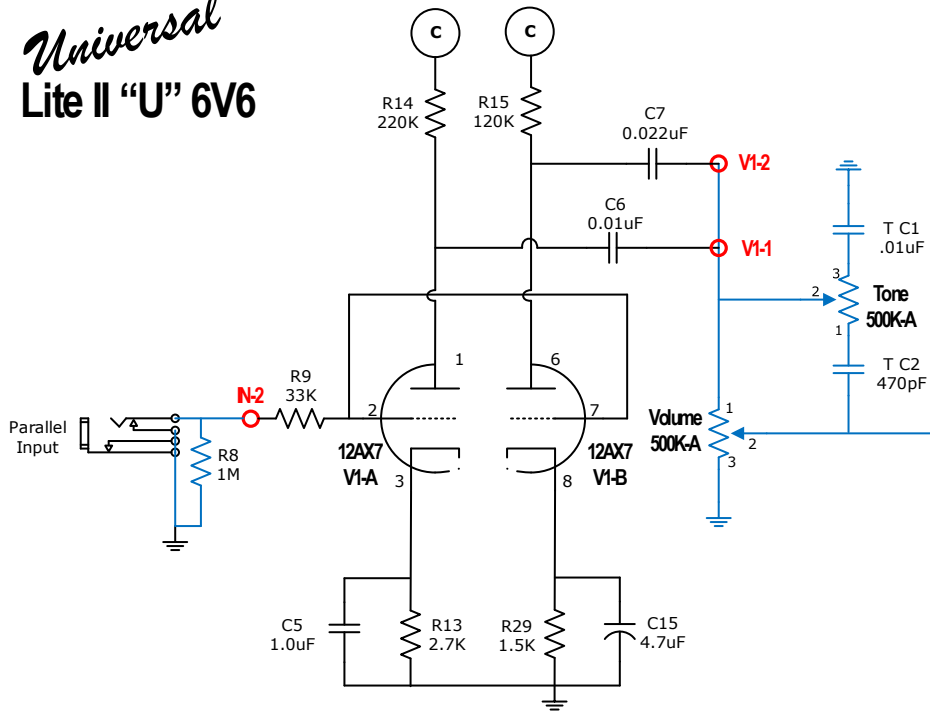 Universal
Lite II “U” 6V6
C
C
R14
220K
R15
120K
C7
0.022uF
V1-2
C6
0.01uF
V1-1
T C1
.01uF
3
2
Tone
500K-A
1
T C2
470pF
1
6
R9
33K
IN-2
2
7
Parallel
Input
R8
1M
12AX7
V1-A
3
12AX7
V1-B
8
Volume
500K-A
1
2
3
C5
1.0uF
R13
2.7K
R29
1.5K
C15
4.7uF